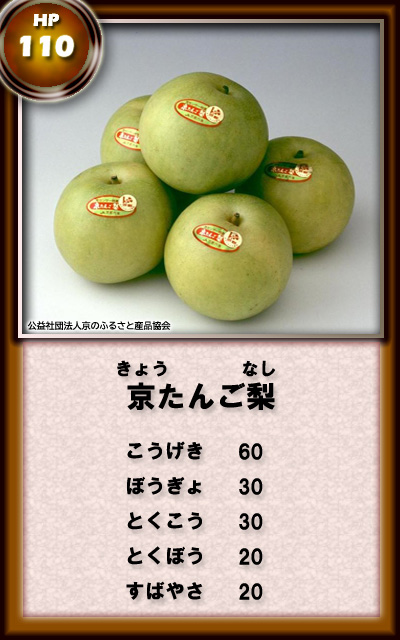 HP
110
公益社団法人京のふるさと産品協会
きょう なし
京たんご梨
こうげき 60
ぼうぎょ 30
とくこう 30
とくぼう 20
すばやさ 20